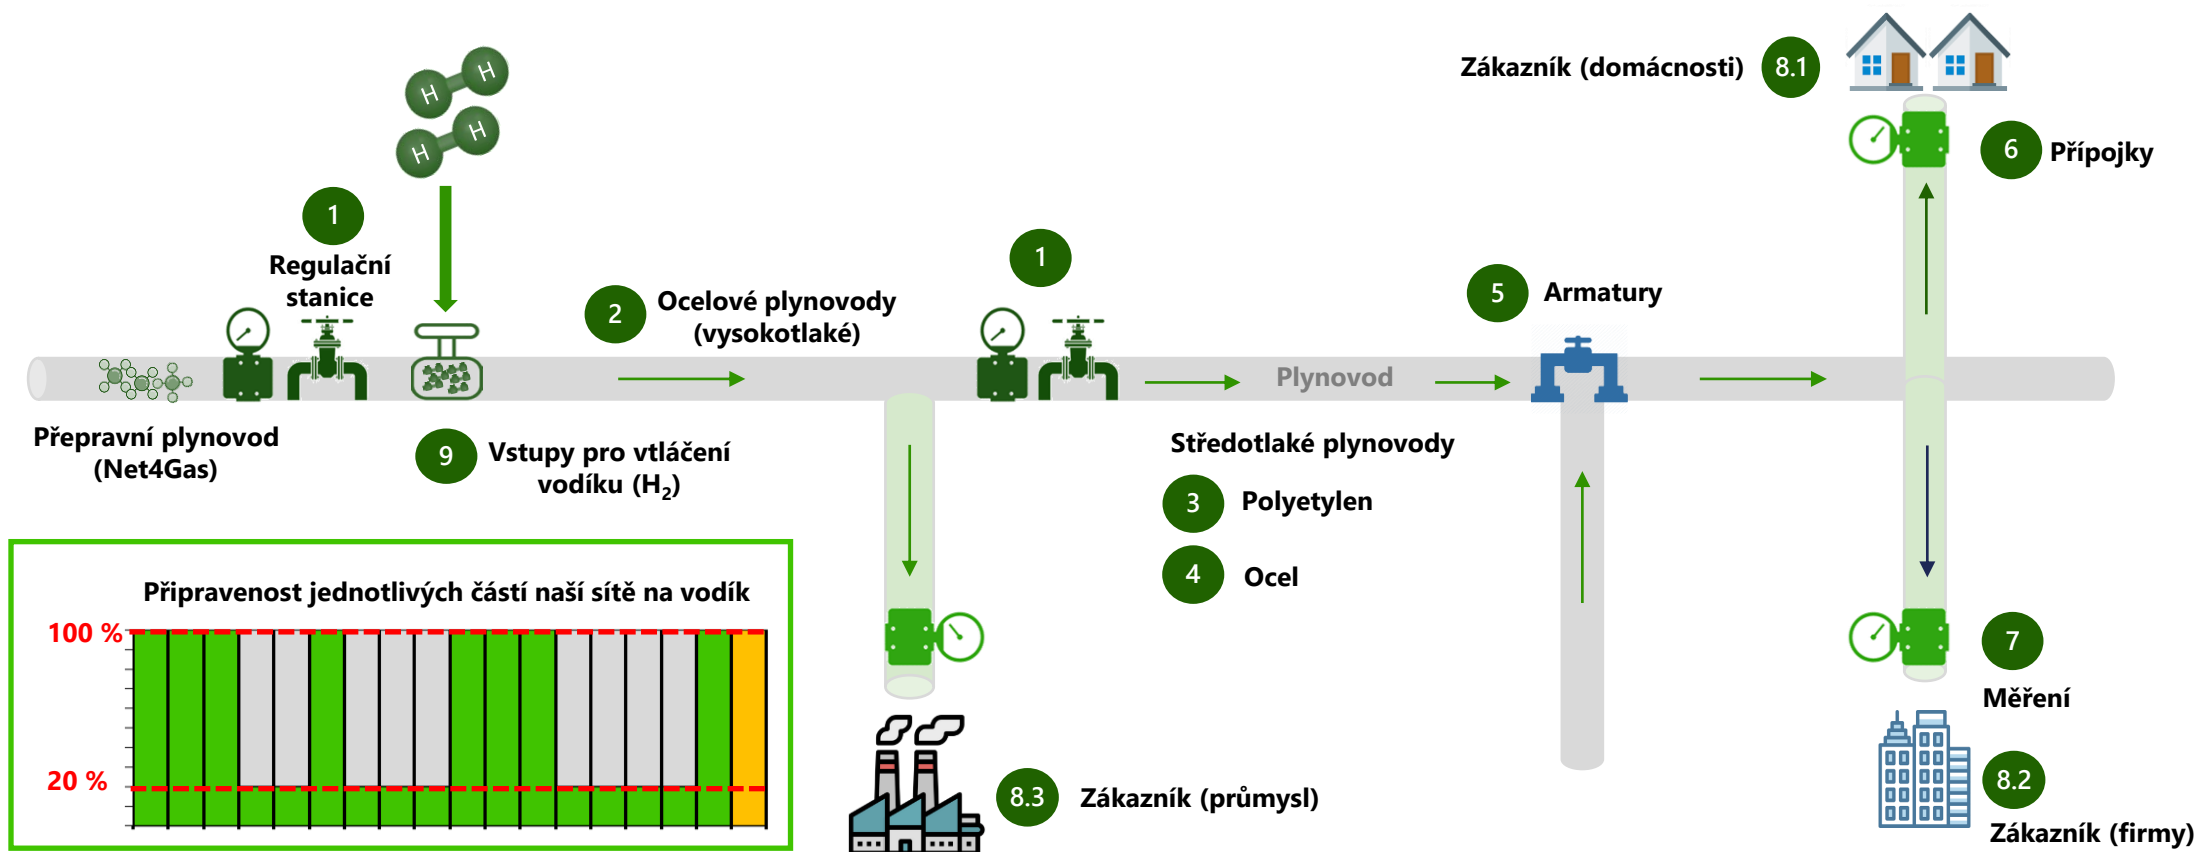 Zákazník (domácnosti)
8.1
H
H
H
H
6
Přípojky
1
Regulační
stanice
1
2
Ocelové plynovody
(vysokotlaké)
5
Armatury
Plynovod
Přepravní plynovod
(Net4Gas)
9
Vstupy pro vtláčení
vodíku (H₂)
Středotlaké plynovody
3
Polyetylen
4
Ocel
Připravenost jednotlivých částí naší sítě na vodík
100 %
20 %
7
Měření
8.3
Zákazník (průmysl)
8.2
Zákazník (firmy)